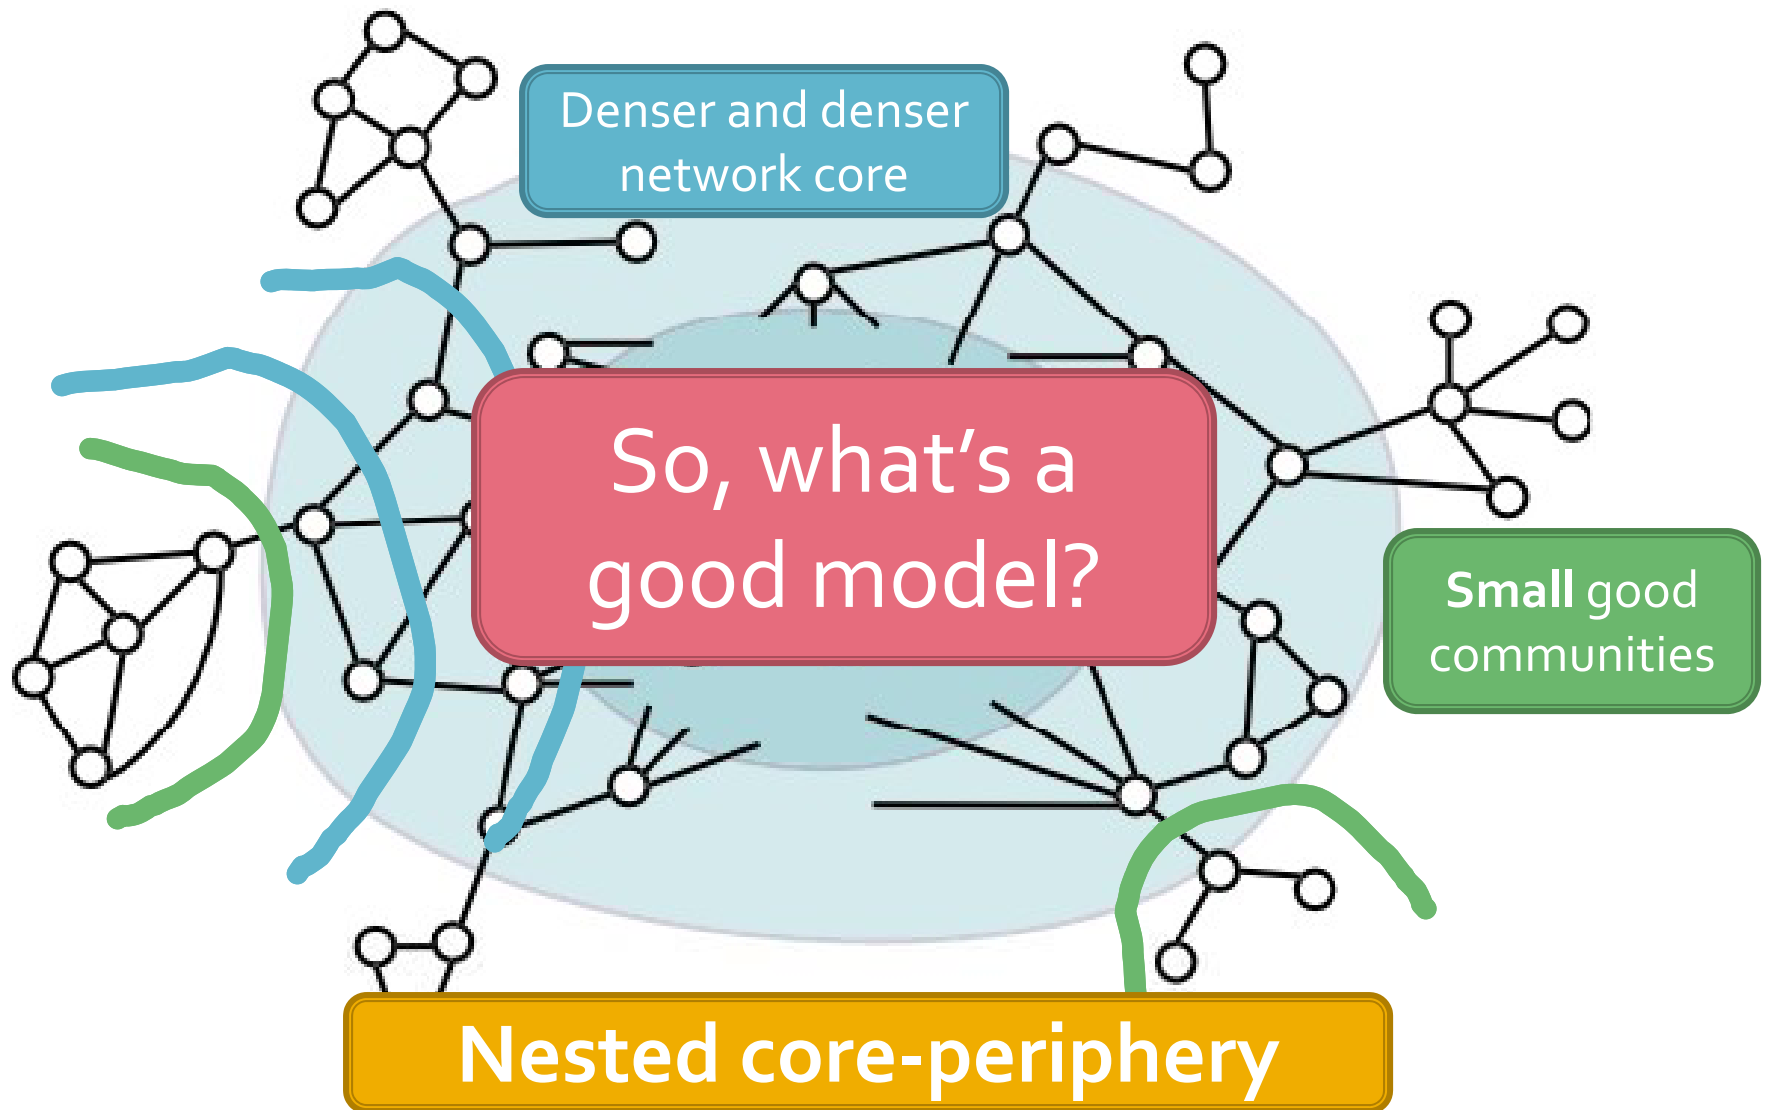 Denser and denser
network core
So, what's a
good model?
Small good
communities
Nested core-periphery